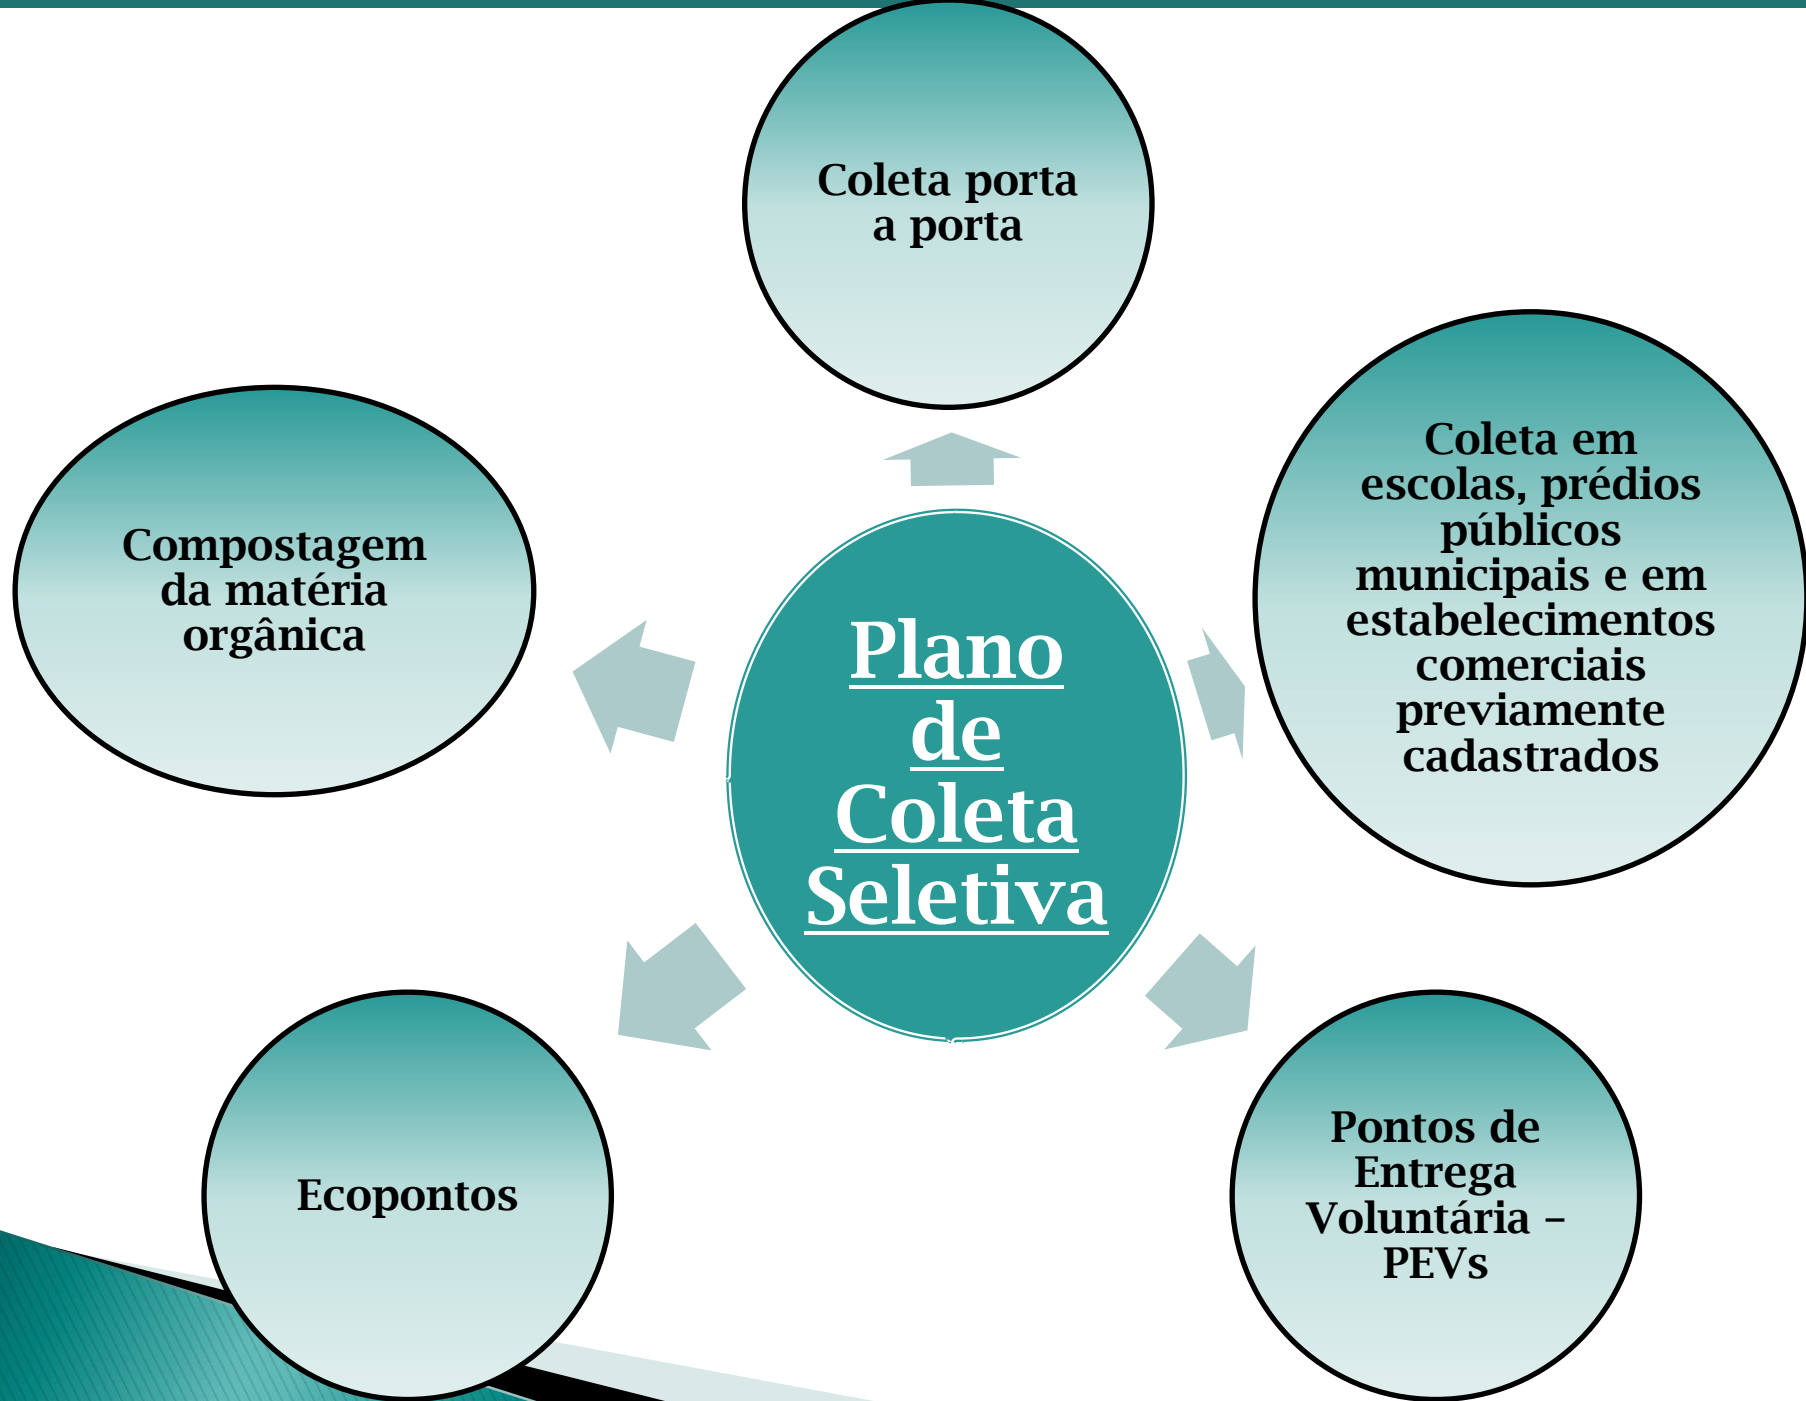 Coleta porta
a porta
Coleta em
escolas, prédios
públicos
municipais e em
estabelecimentos
comerciais
previamente
cadastrados
Compostagem
da matéria
orgânica
Plano
de
Coleta
Seletiva
Ecopontos
Pontos de
Entrega
Voluntária –
PEVs